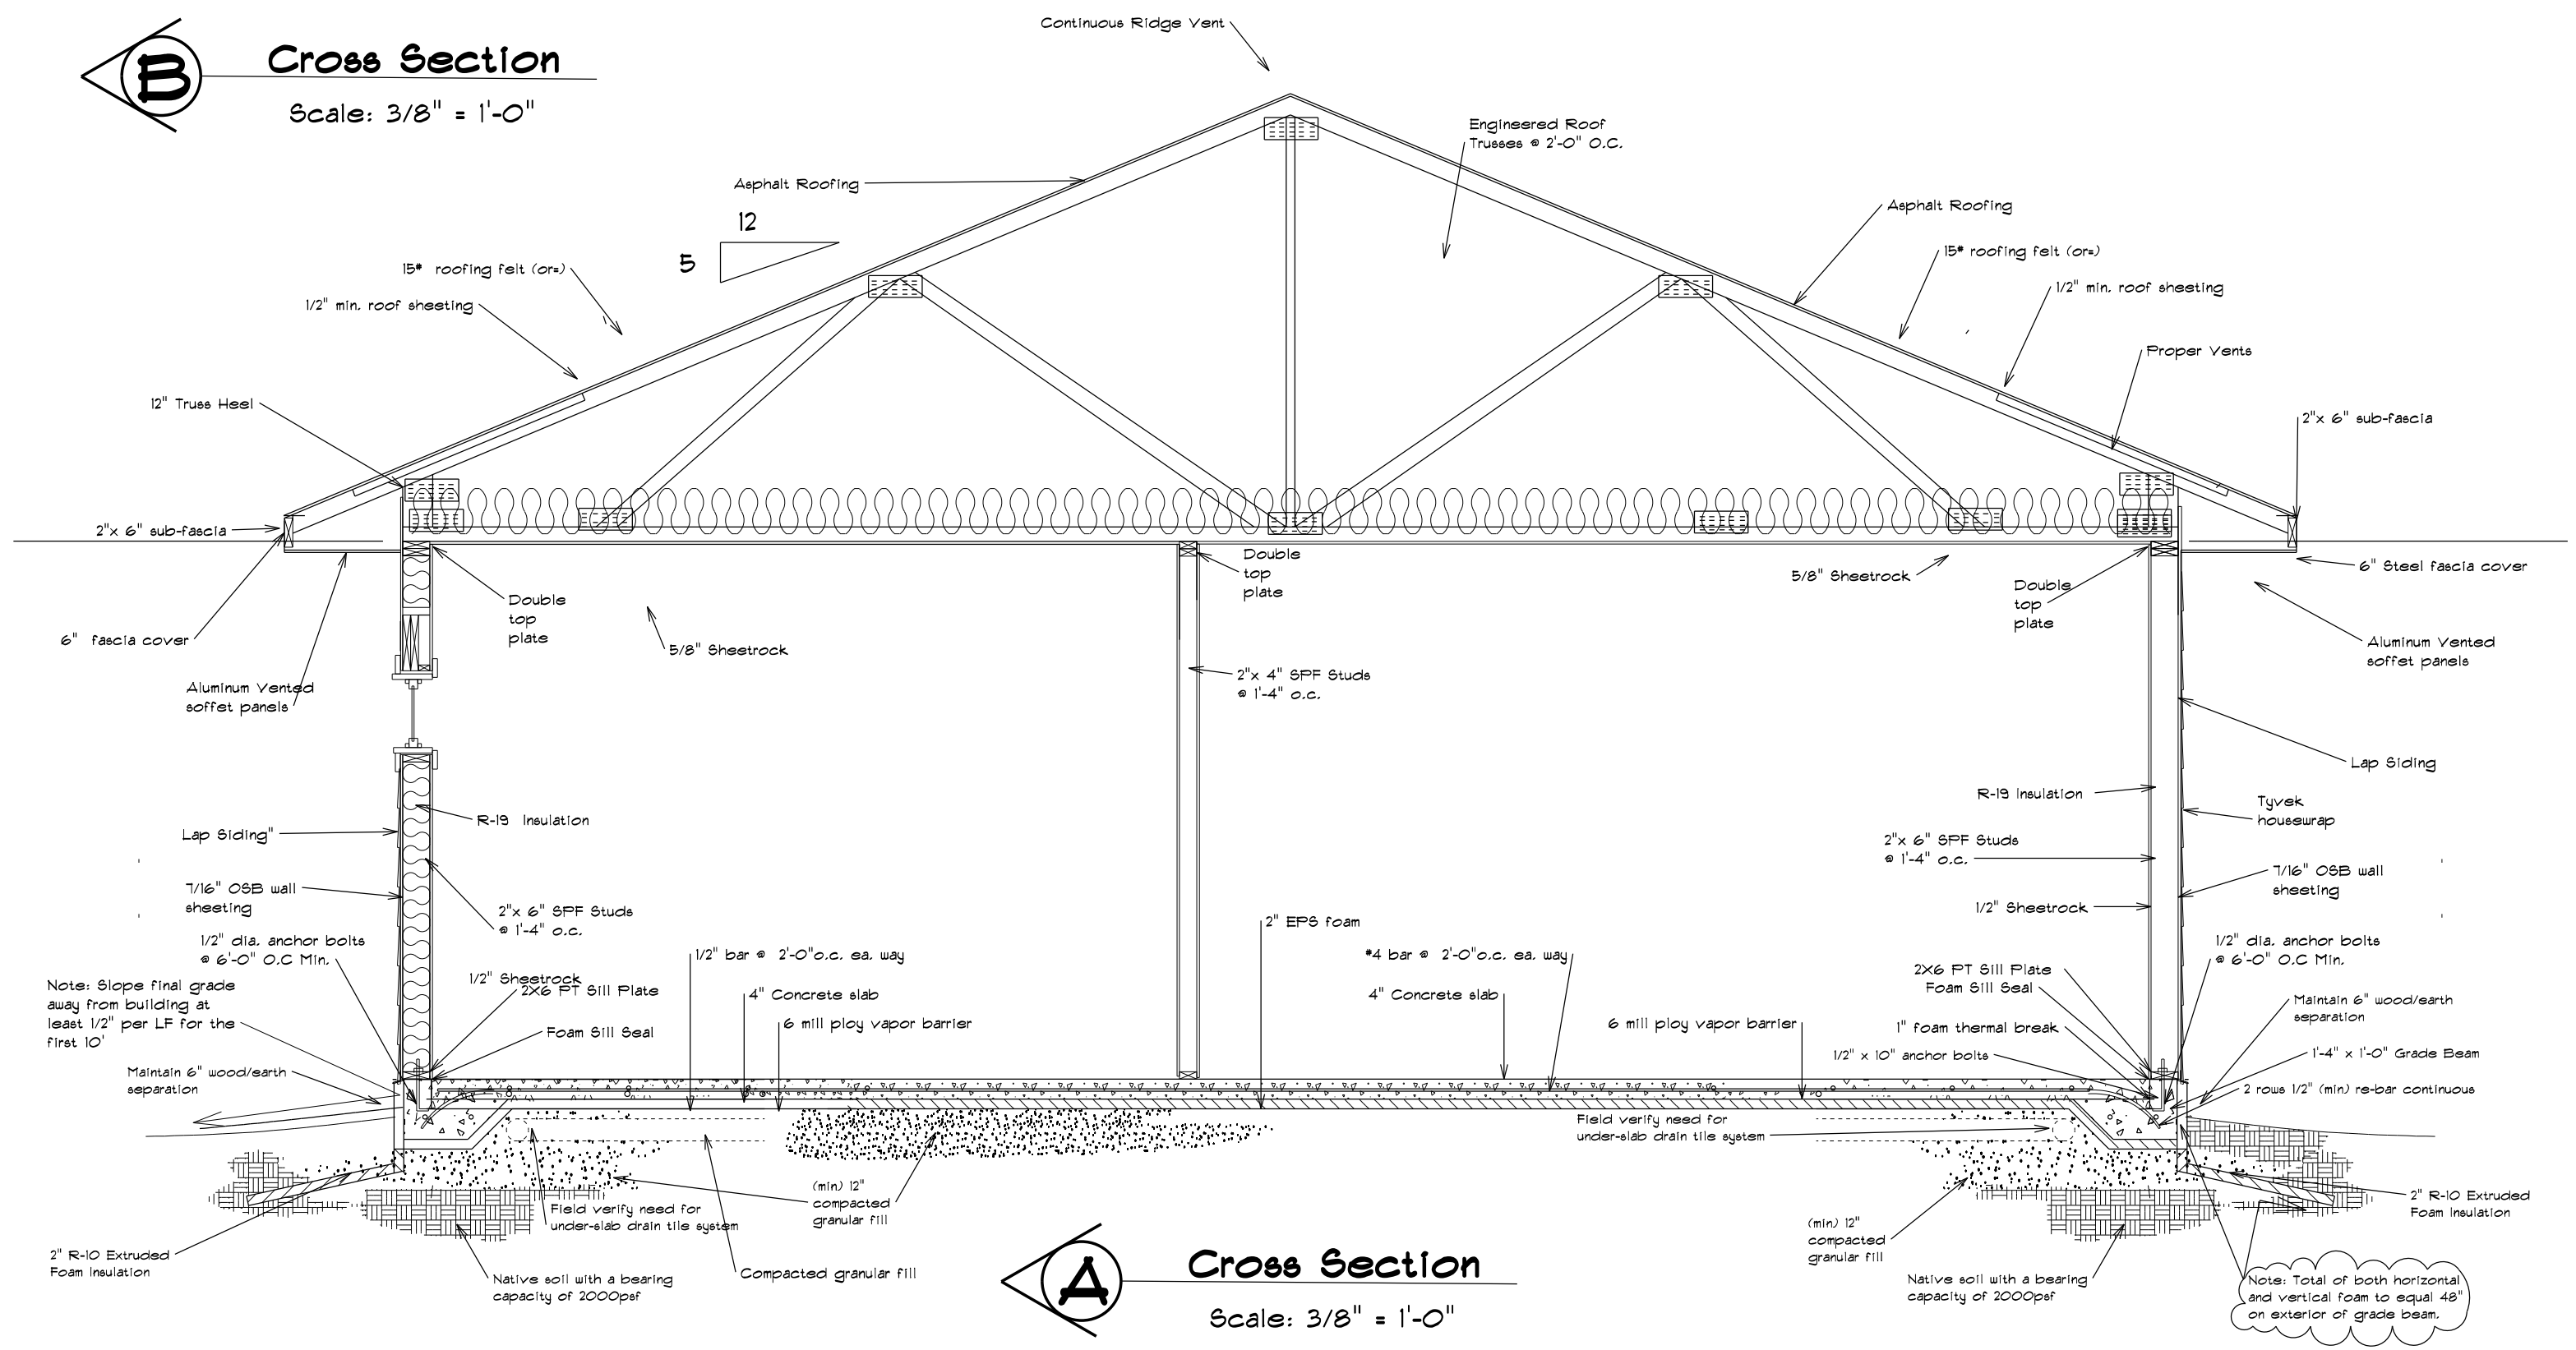 Continuous Ridge Vent
B
Cross Section
Scale: 3/8" = 1'-0"
Engineered Roof
Trusses @ 2'-0" O.C.
Asphalt Roofing
12
5
Asphalt Roofing
15# roofing felt (or=)
15# roofing felt (or=)
1/2" min. roof sheeting
1/2" min. roof sheeting
Proper Vents
12" Truss Heel
2"x 6" sub-fascia
2"x 6" sub-fascia
Double
top
plate
6" Steel fascia cover
5/8" Sheetrock
Double
top
plate
Double
top
plate
6" fascia cover
5/8" Sheetrock
Aluminum Vented
soffet panels
2"x 4" SPF Studs
@ 1'-4" o.c.
Aluminum Vented
soffet panels
Lap Siding
R-19 Insulation
Tyvek
housewrap
R-19 Insulation
Lap Siding"
2"x 6" SPF Studs
@ 1'-4" o.c.
7/16" OSB wall
sheeting
7/16" OSB wall
sheeting
2"x 6" SPF Studs
@ 1'-4" o.c.
1/2" Sheetrock
2" EPS foam
1/2" dia. anchor bolts
@ 6'-0" O.C Min.
1/2" bar @ 2'-0"o.c. ea. way
#4 bar @ 2'-0"o.c. ea. way
1/2" dia. anchor bolts
@ 6'-0" O.C Min.
1/2" Sheetrock
2X6 PT Sill Plate
2X6 PT Sill Plate
Foam Sill Seal
Note: Slope final grade
away from building at
least 1/2" per LF for the
first 10'
4" Concrete slab
4" Concrete slab
Maintain 6" wood/earth
separation
Foam Sill Seal
6 mill ploy vapor barrier
6 mill ploy vapor barrier
1" foam thermal break
1/2" x 10" anchor bolts
1'-4" x 1'-0" Grade Beam
Maintain 6" wood/earth
separation
2 rows 1/2" (min) re-bar continuous
Field verify need for
under-slab drain tile system
(min) 12"
compacted
granular fill
Field verify need for
under-slab drain tile system
2" R-10 Extruded
Foam Insulation
(min) 12"
compacted
granular fill
2" R-10 Extruded
Foam Insulation
Native soil with a bearing
capacity of 2000psf
Compacted granular fill
A
Cross Section
Scale: 3/8" = 1'-0"
Native soil with a bearing
capacity of 2000psf
Note: Total of both horizontal
and vertical foam to equal 48"
on exterior of grade beam.